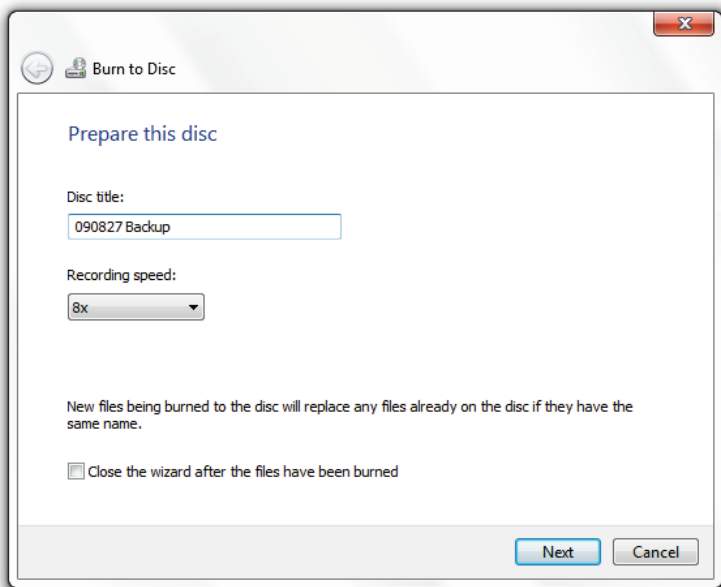 Burn to Disc
Prepare this disc
Disc title:
090827 Backup
Recording speed:
8x
New files being burned to the disc will replace any files already on the disc if they have the
same name.
Close the wizard after the files have been burned
Next Cancel